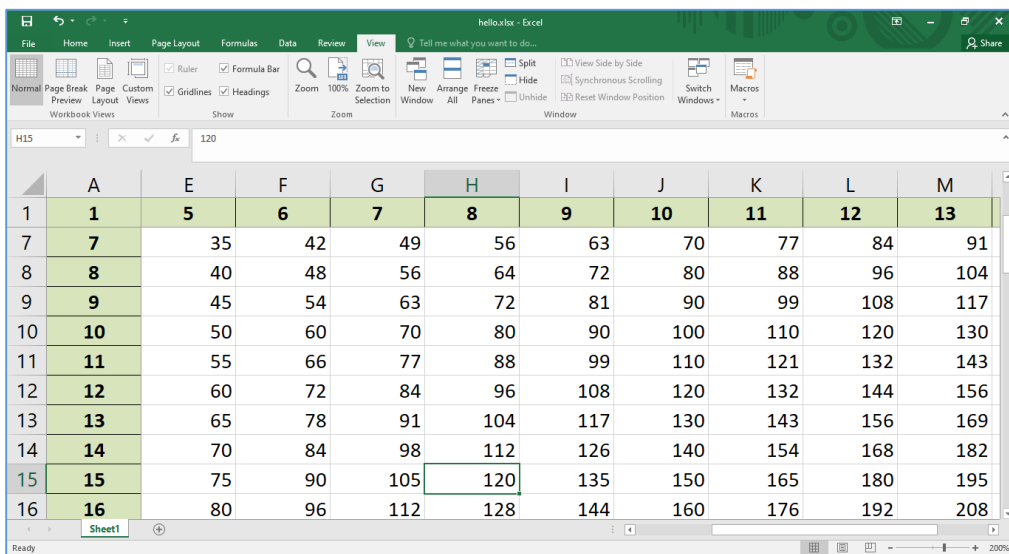 hello.xlsx - Excel
File Home Insert Page Layout Formulas Data Review View Tell me what you want to do... Share
Normal Page Break Preview Page Layout Custom Views
Workbook Views
Ruler Formula Bar
Gridlines Headings
Show
Zoom 100% Zoom to Selection
Zoom
New Window Arrange All Freeze Panes
Split
Hide
Unhide
View Side by Side
Synchronous Scrolling
Reset Window Position
Switch Windows
Window
Macros
Macros
H15 fx 120
A E F G H I J K L M
1 1 5 6 7 8 9 10 11 12 13
7 7 35 42 49 56 63 70 77 84 91
8 8 40 48 56 64 72 80 88 96 104
9 9 45 54 63 72 81 90 99 108 117
10 10 50 60 70 80 90 100 110 120 130
11 11 55 66 77 88 99 110 121 132 143
12 12 60 72 84 96 108 120 132 144 156
13 13 65 78 91 104 117 130 143 156 169
14 14 70 84 98 112 126 140 154 168 182
15 15 75 90 105 120 135 150 165 180 195
16 16 80 96 112 128 144 160 176 192 208
Sheet1
Ready 200%